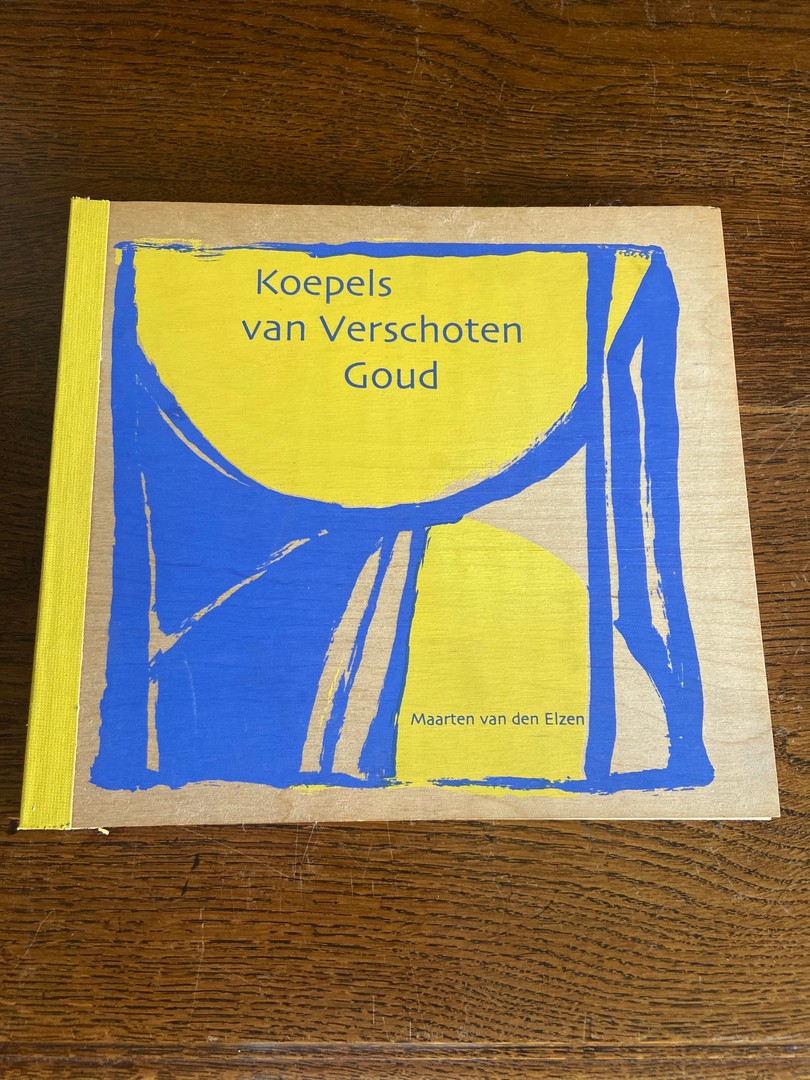 Koepels
van Verschoten
Goud
Maarten van den Elzen